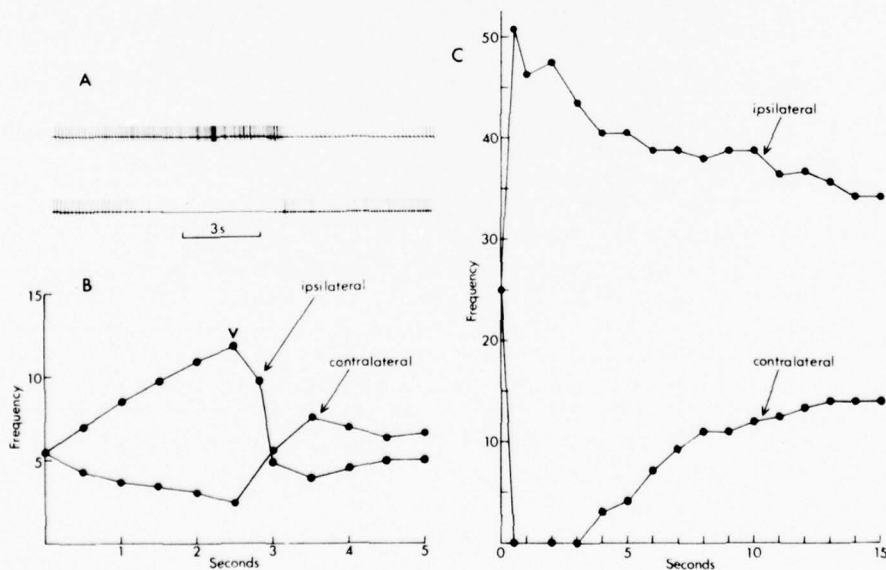 A
3s
B
15
10
5
Frequency
ipsilateral
contralateral
v
1
2
3
4
5
Seconds
C
50
40
30
20
10
0
Frequency
ipsilateral
contralateral
0
5
10
15
Seconds